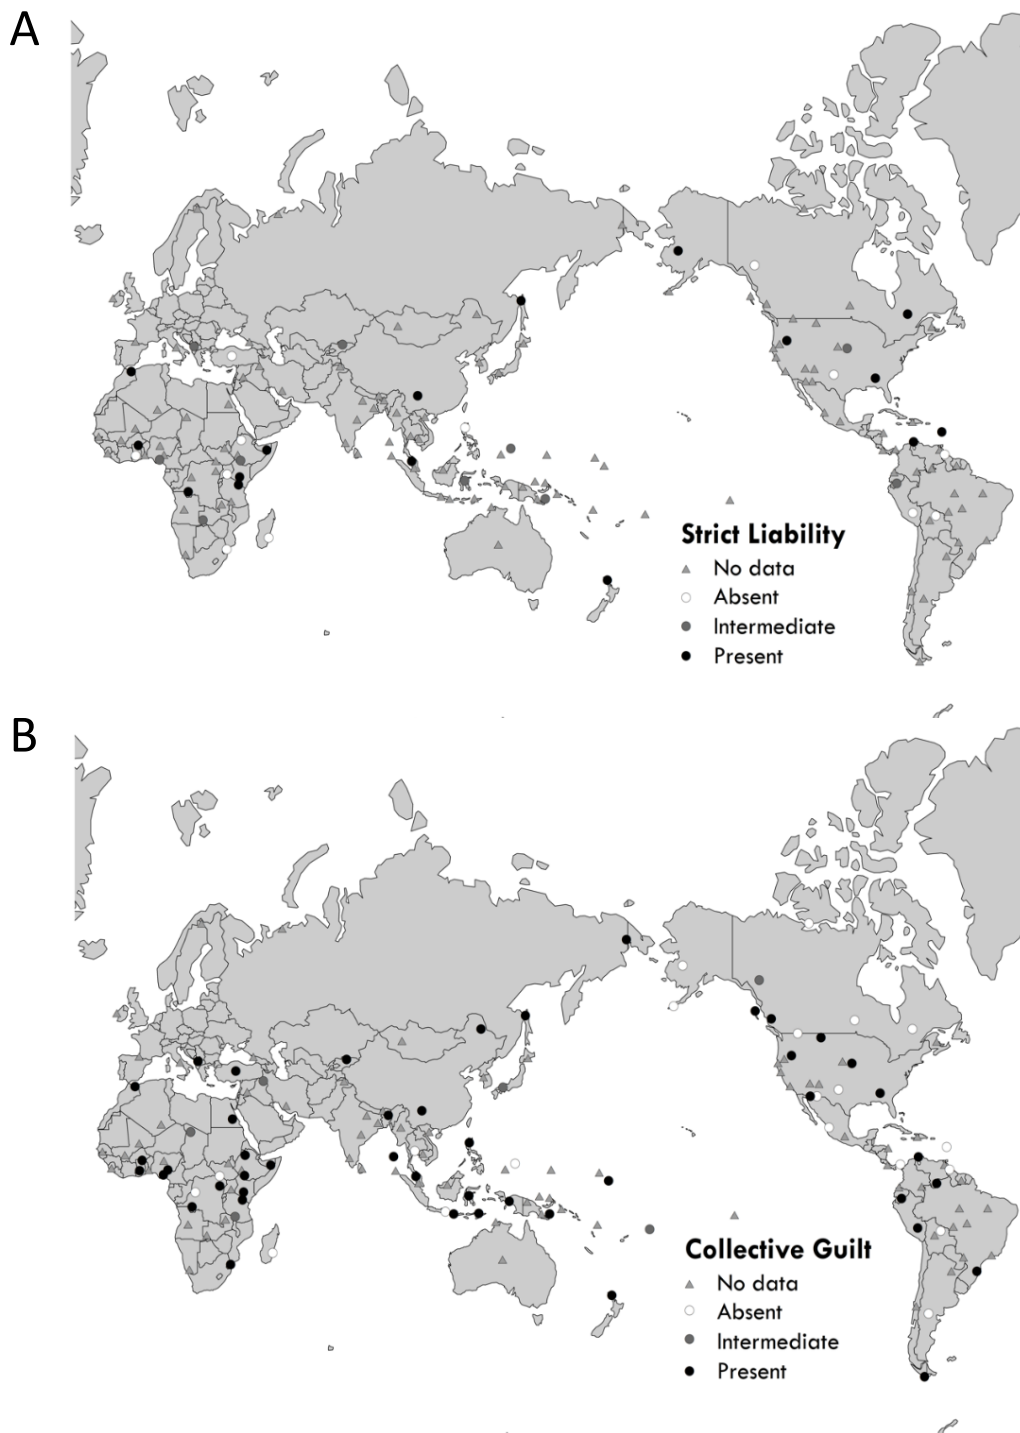 A
Strict Liability
No data
Absent
Intermediate
Present
B
Collective Guilt
No data
Absent
Intermediate
Present